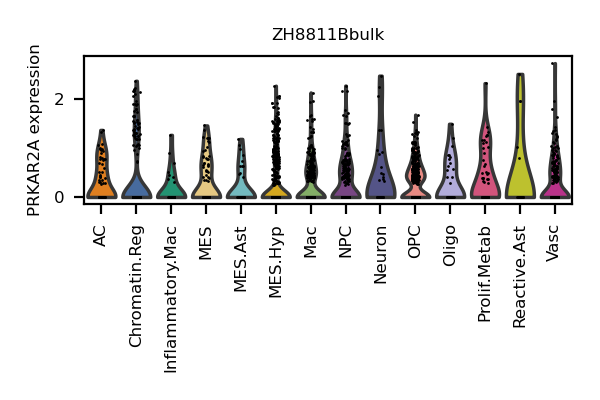 ZH8811Bbulk
PRKAR2A expression
2
0
AC
Chromatin.Reg
Inflammatory.Mac
MES
MES.Ast
MES.Hyp
Mac
NPC
Neuron
OPC
Oligo
Prolif.Metab
Reactive.Ast
Vasc